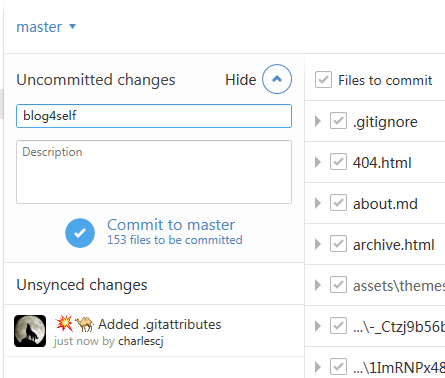 master
Uncommitted changes
Hide
blog4self
Description
Commit to master
153 files to be committed
Unsynced changes
💥🐫 Added .gitattributes
just now by charlescj
Files to commit
.gitignore
404.html
about.md
archive.html
assets\themes
...\-_Ctzj9b56b
...\1ImRNPx48